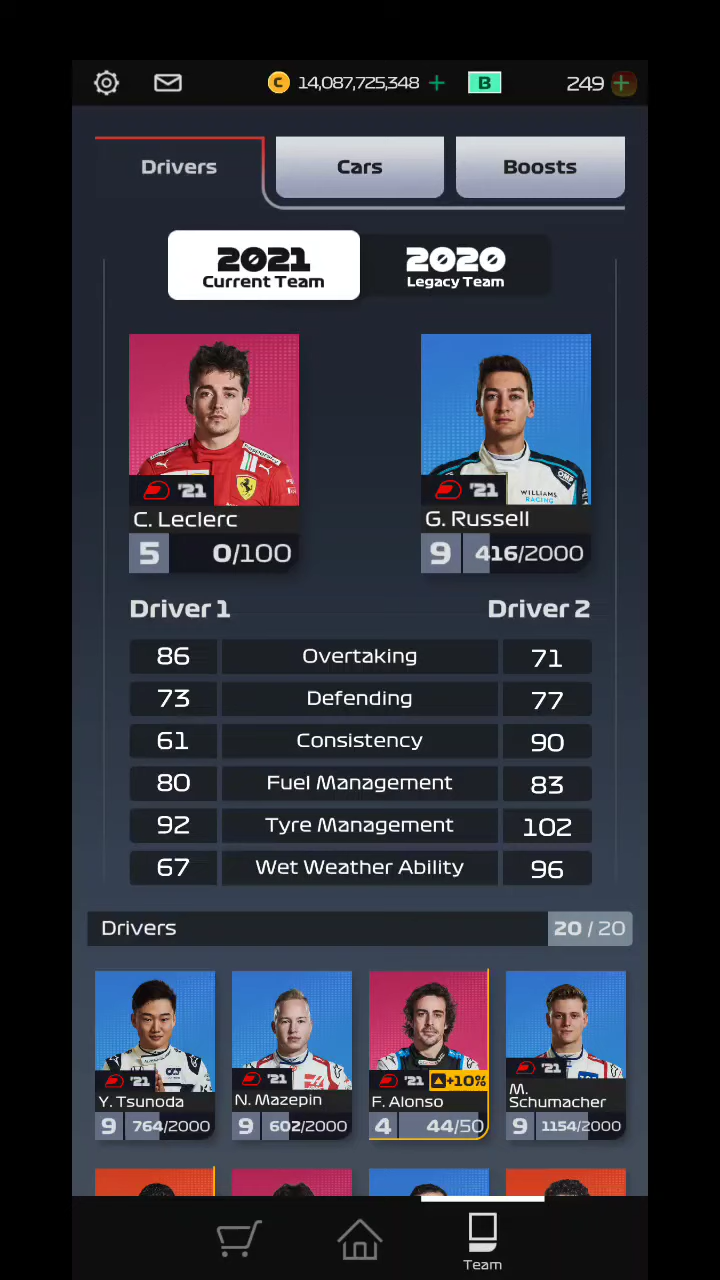 C 14,087,725,348 + B 249 +
Drivers Cars Boosts
2021 2020
Current Team Legacy Team
'21 '21
C. Leclerc G. Russell
5 0/100 9 416/2000
Driver 1 Driver 2
86 Overtaking 71
73 Defending 77
61 Consistency 90
80 Fuel Management 83
92 Tyre Management 102
67 Wet Weather Ability 96
Drivers 20 / 20
'21 '21 '21 +10% '21
Y. Tsunoda N. Mazepin F. Alonso M. Schumacher
9 764/2000 9 602/2000 4 44/50 9 1154/2000
Team